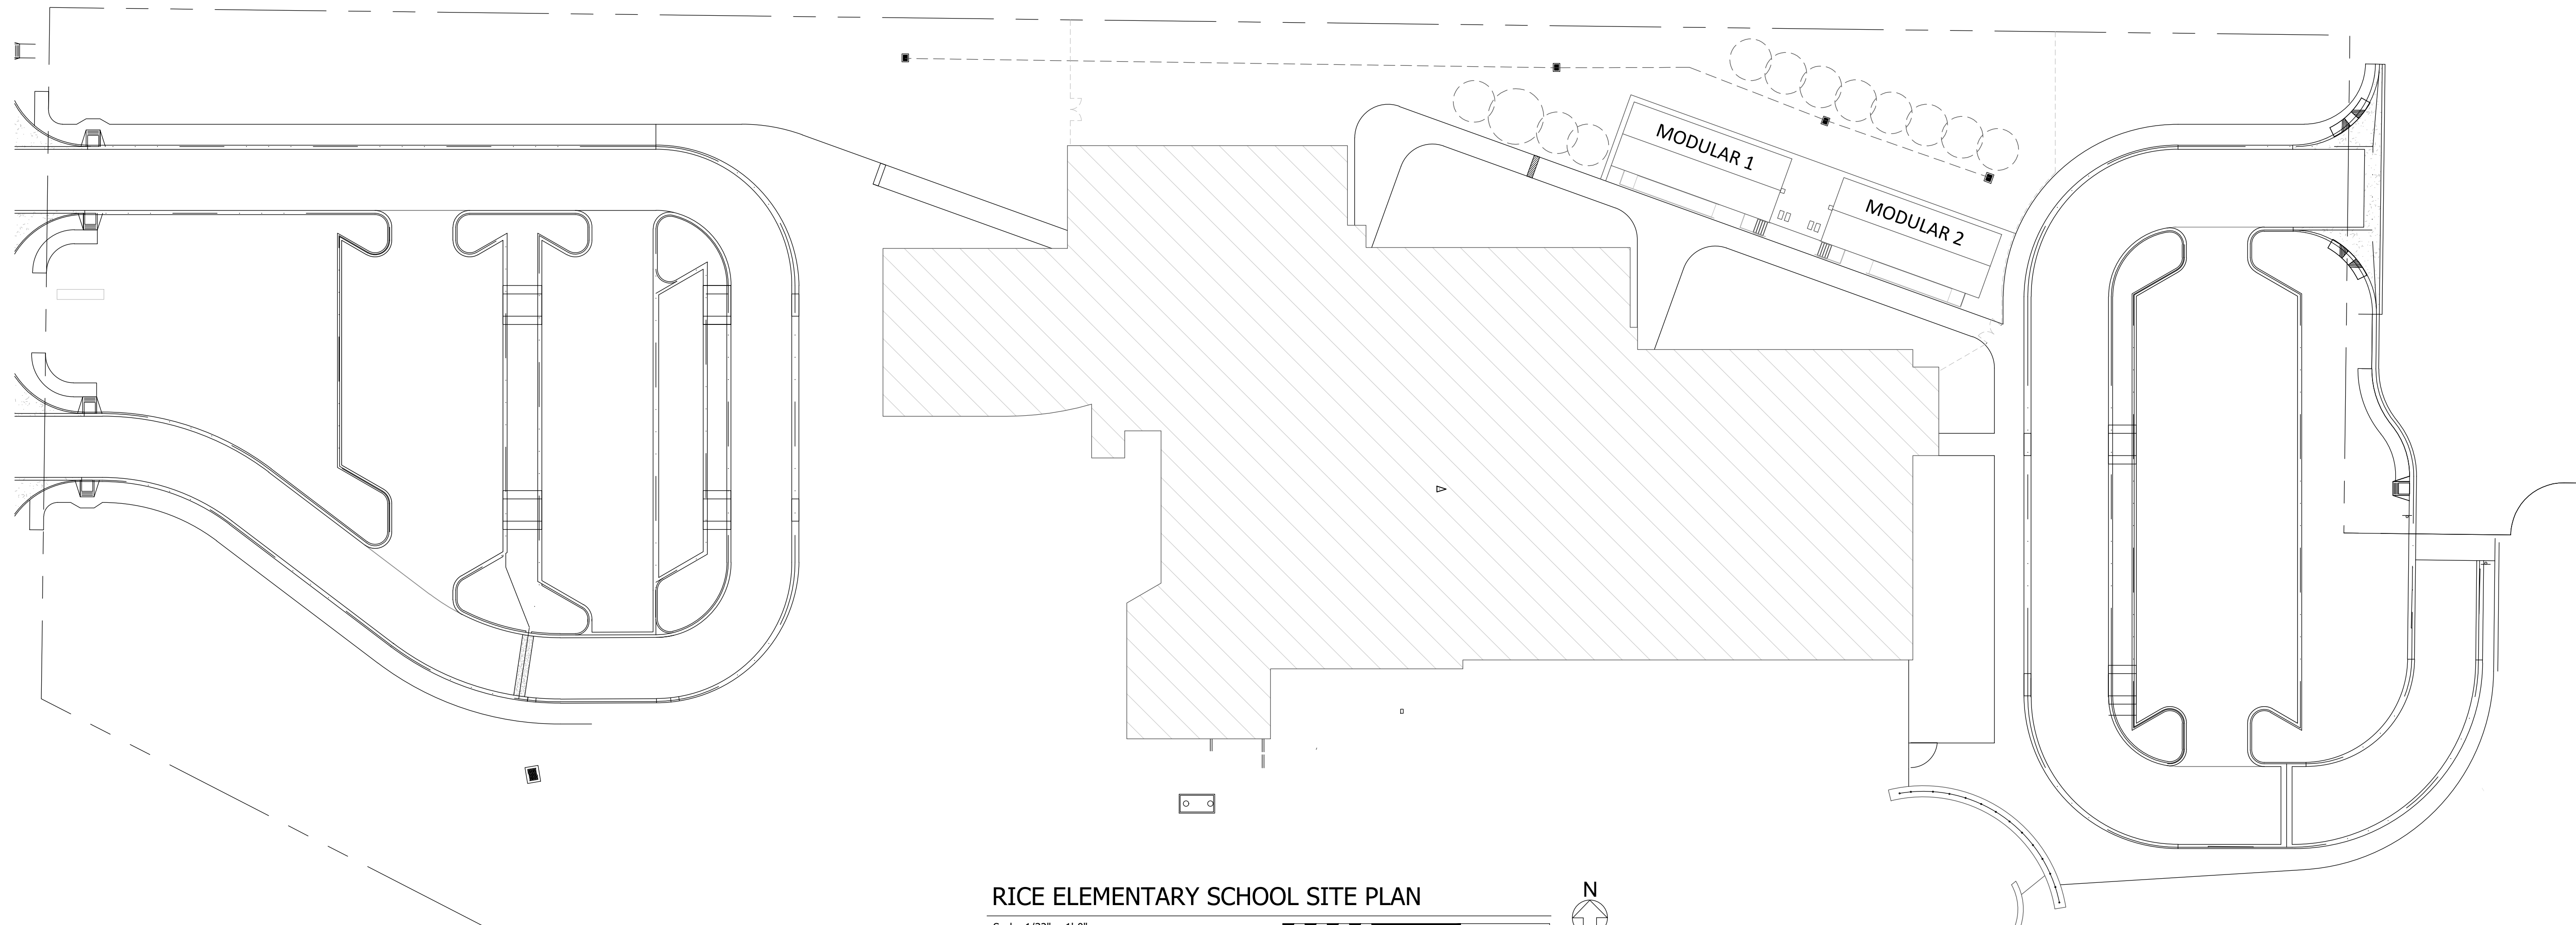 MODULAR 1
MODULAR 2
RICE ELEMENTARY SCHOOL SITE PLAN
N